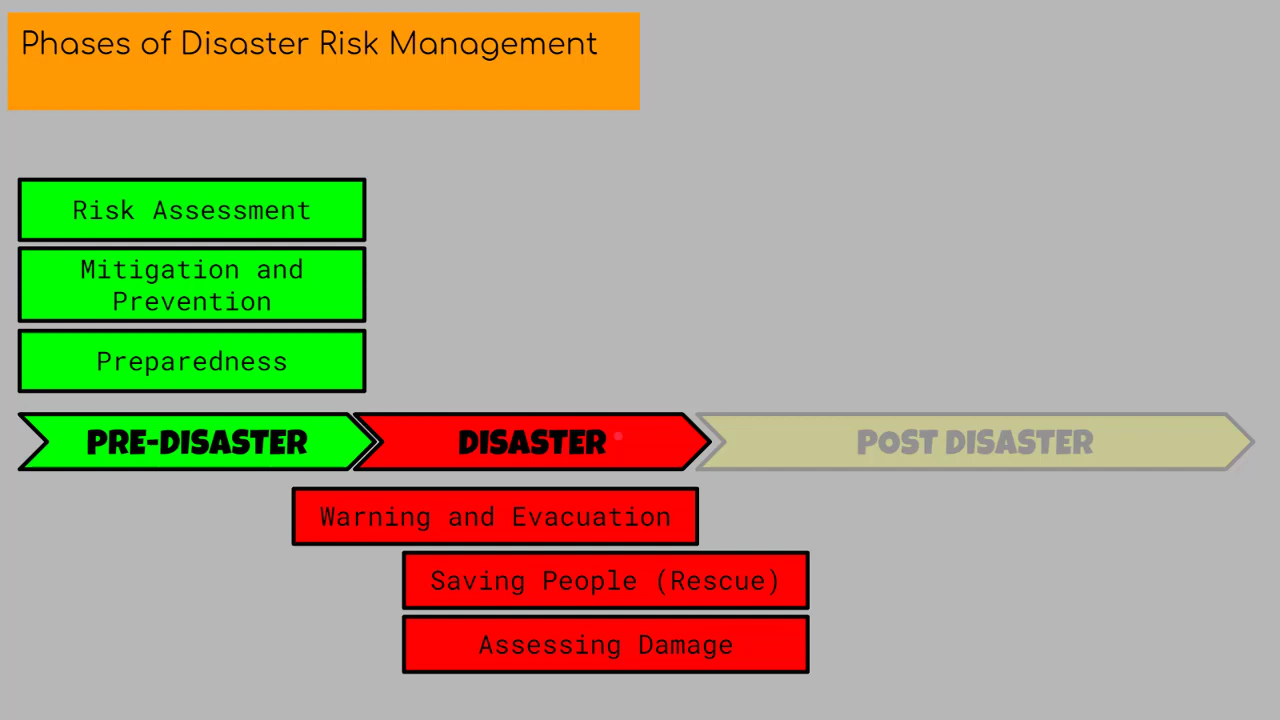 Phases of Disaster Risk Management
Risk Assessment
Mitigation and
Prevention
Preparedness
PRE-DISASTER
DISASTER
POST DISASTER
Warning and Evacuation
Saving People (Rescue)
Assessing Damage